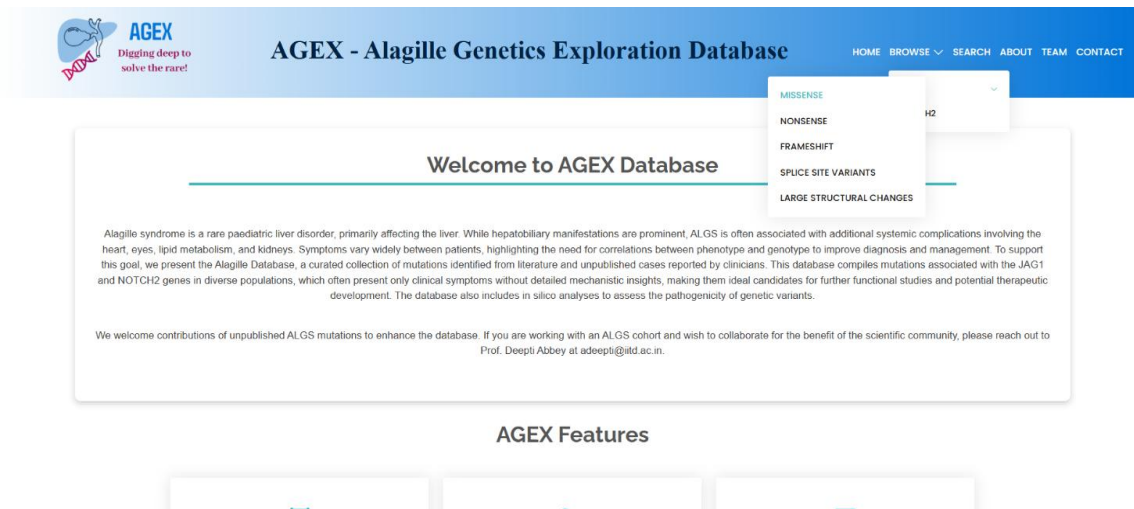 AGEX
Digging deep to
solve the rare!
AGEX - Alagille Genetics Exploration Database
HOME BROWSE SEARCH ABOUT TEAM CONTACT
MISSENSE
NONSENSE
FRAMESHIFT
SPLICE SITE VARIANTS
LARGE STRUCTURAL CHANGES
H2
Welcome to AGEX Database
Alagille syndrome is a rare paediatric liver disorder, primarily affecting the liver. While hepatobiliary manifestations are prominent, ALGS is often associated with additional systemic complications involving the
heart, eyes, lipid metabolism, and kidneys. Symptoms vary widely between patients, highlighting the need for correlations between phenotype and genotype to improve diagnosis and management. To support
this goal, we present the Alagille Database, a curated collection of mutations identified from literature and unpublished cases reported by clinicians. This database compiles mutations associated with the JAG1
and NOTCH2 genes in diverse populations, which often present only clinical symptoms without detailed mechanistic insights, making them ideal candidates for further functional studies and potential therapeutic
development. The database also includes in silico analyses to assess the pathogenicity of genetic variants.
We welcome contributions of unpublished ALGS mutations to enhance the database. If you are working with an ALGS cohort and wish to collaborate for the benefit of the scientific community, please reach out to
Prof. Deepti Abbey at adeepti@iitd.ac.in.
AGEX Features